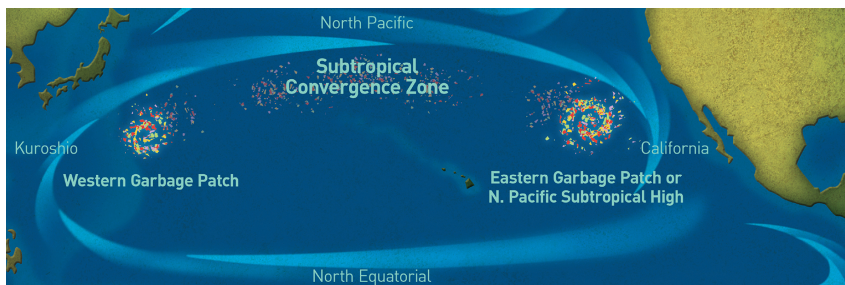 North Pacific
Subtropical
Convergence Zone
Kuroshio
California
Western Garbage Patch
Eastern Garbage Patch or
N. Pacific Subtropical High
North Equatorial